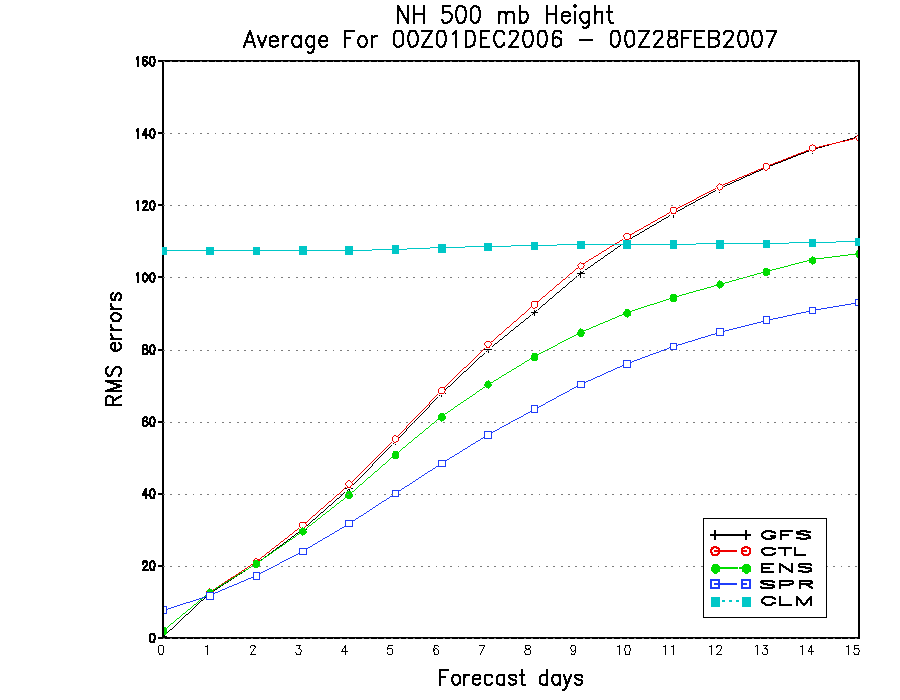 NH 500 mb Height
Average For 00Z01DEC2006 – 00Z28FEB2007
160
140
120
100
80
60
40
20
0
RMS errors
0 1 2 3 4 5 6 7 8 9 10 11 12 13 14 15
Forecast days
GFS
CTL
ENS
SPR
CLM